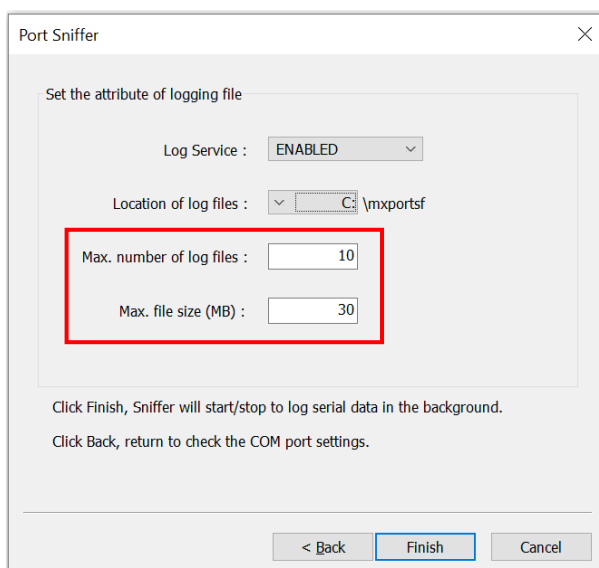 Port Sniffer
Set the attribute of logging file
Log Service : ENABLED
Location of log files : C: \mxportsf
Max. number of log files : 10
Max. file size (MB) : 30
Click Finish, Sniffer will start/stop to log serial data in the background.
Click Back, return to check the COM port settings.
< Back Finish Cancel